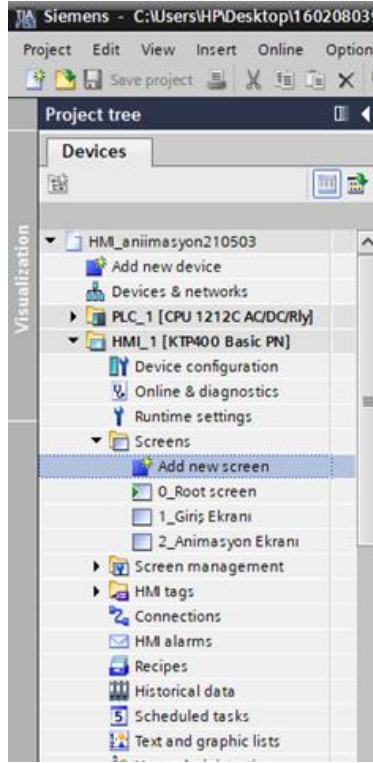 Siemens - C:\Users\HP\Desktop\160208039
Project Edit View Insert Online Option
Save project
Project tree
Devices
Visualization
HMI_aniimasyon210503
Add new device
Devices & networks
PLC_1 [CPU 1212C AC/DC/Rly]
HMI_1 [KTP400 Basic PN]
Device configuration
Online & diagnostics
Runtime settings
Screens
Add new screen
0_Root screen
1_Giriş Ekranı
2_Animasyon Ekranı
Screen management
HMI tags
Connections
HMI alarms
Recipes
Historical data
Scheduled tasks
Text and graphic lists